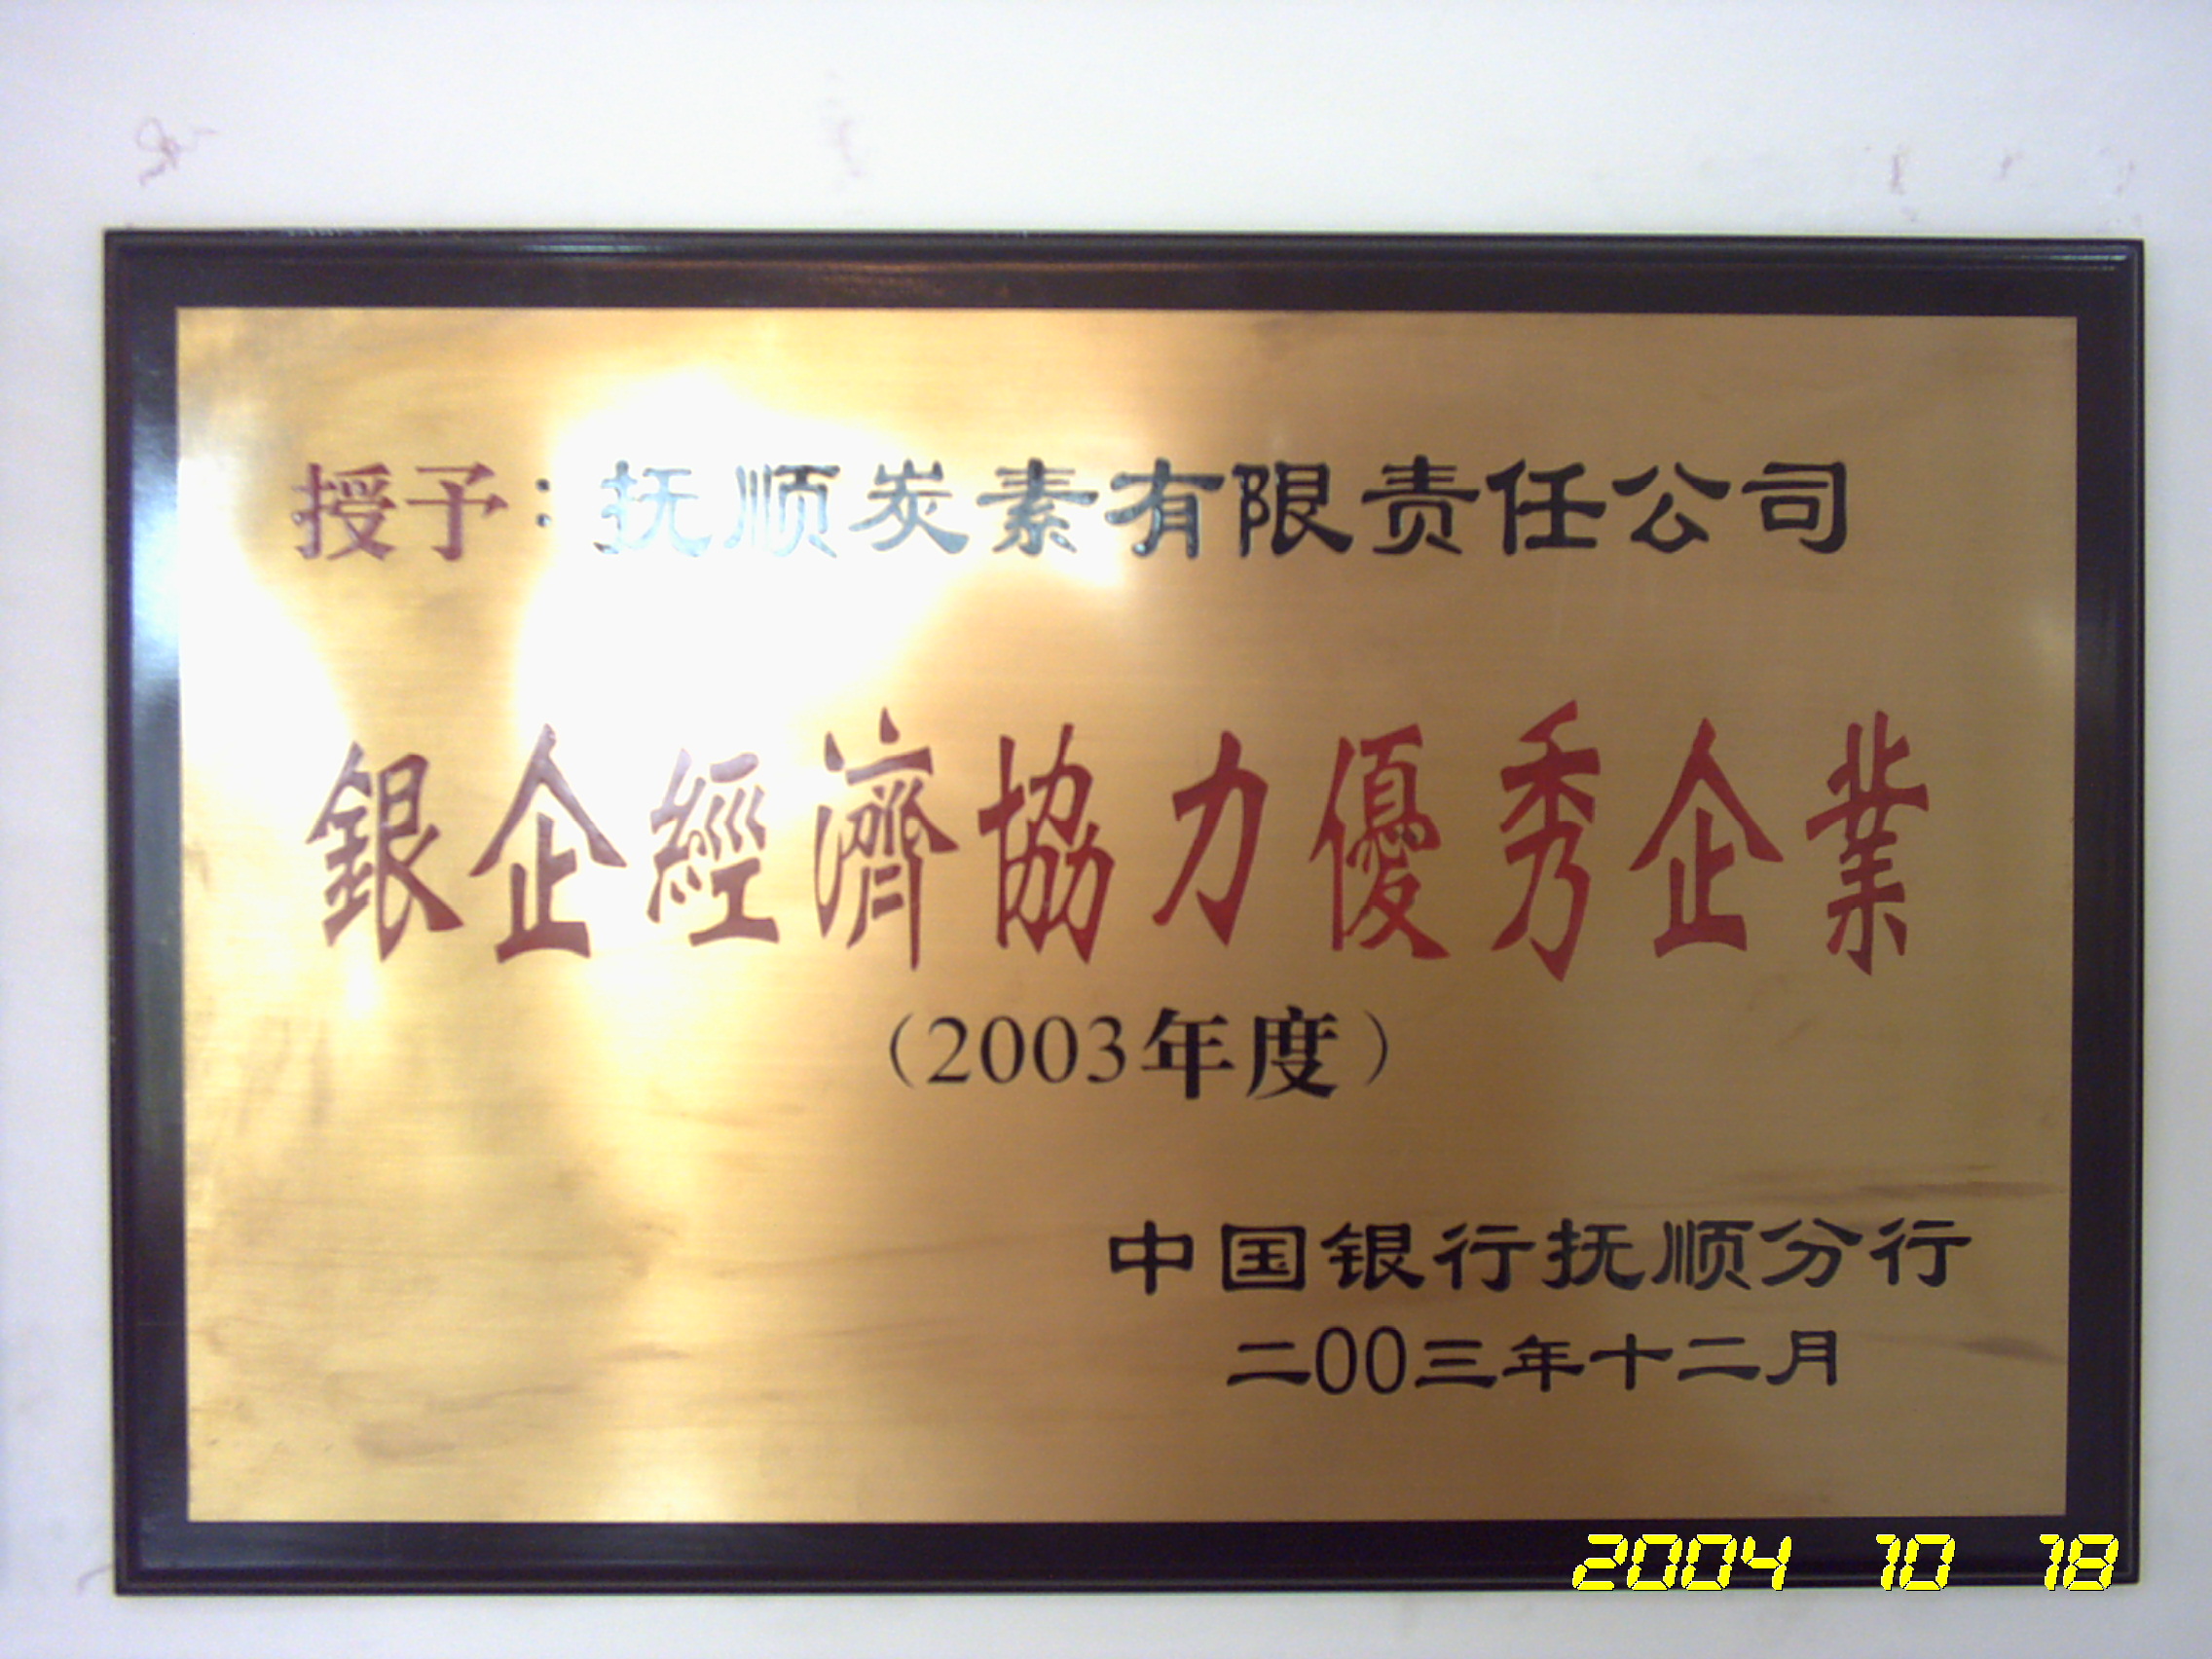 授予：抚顺炭素有限责任公司
銀企經濟協力優秀企業
（2003年度）
中国银行抚顺分行
二00三年十二月
2004 10 18